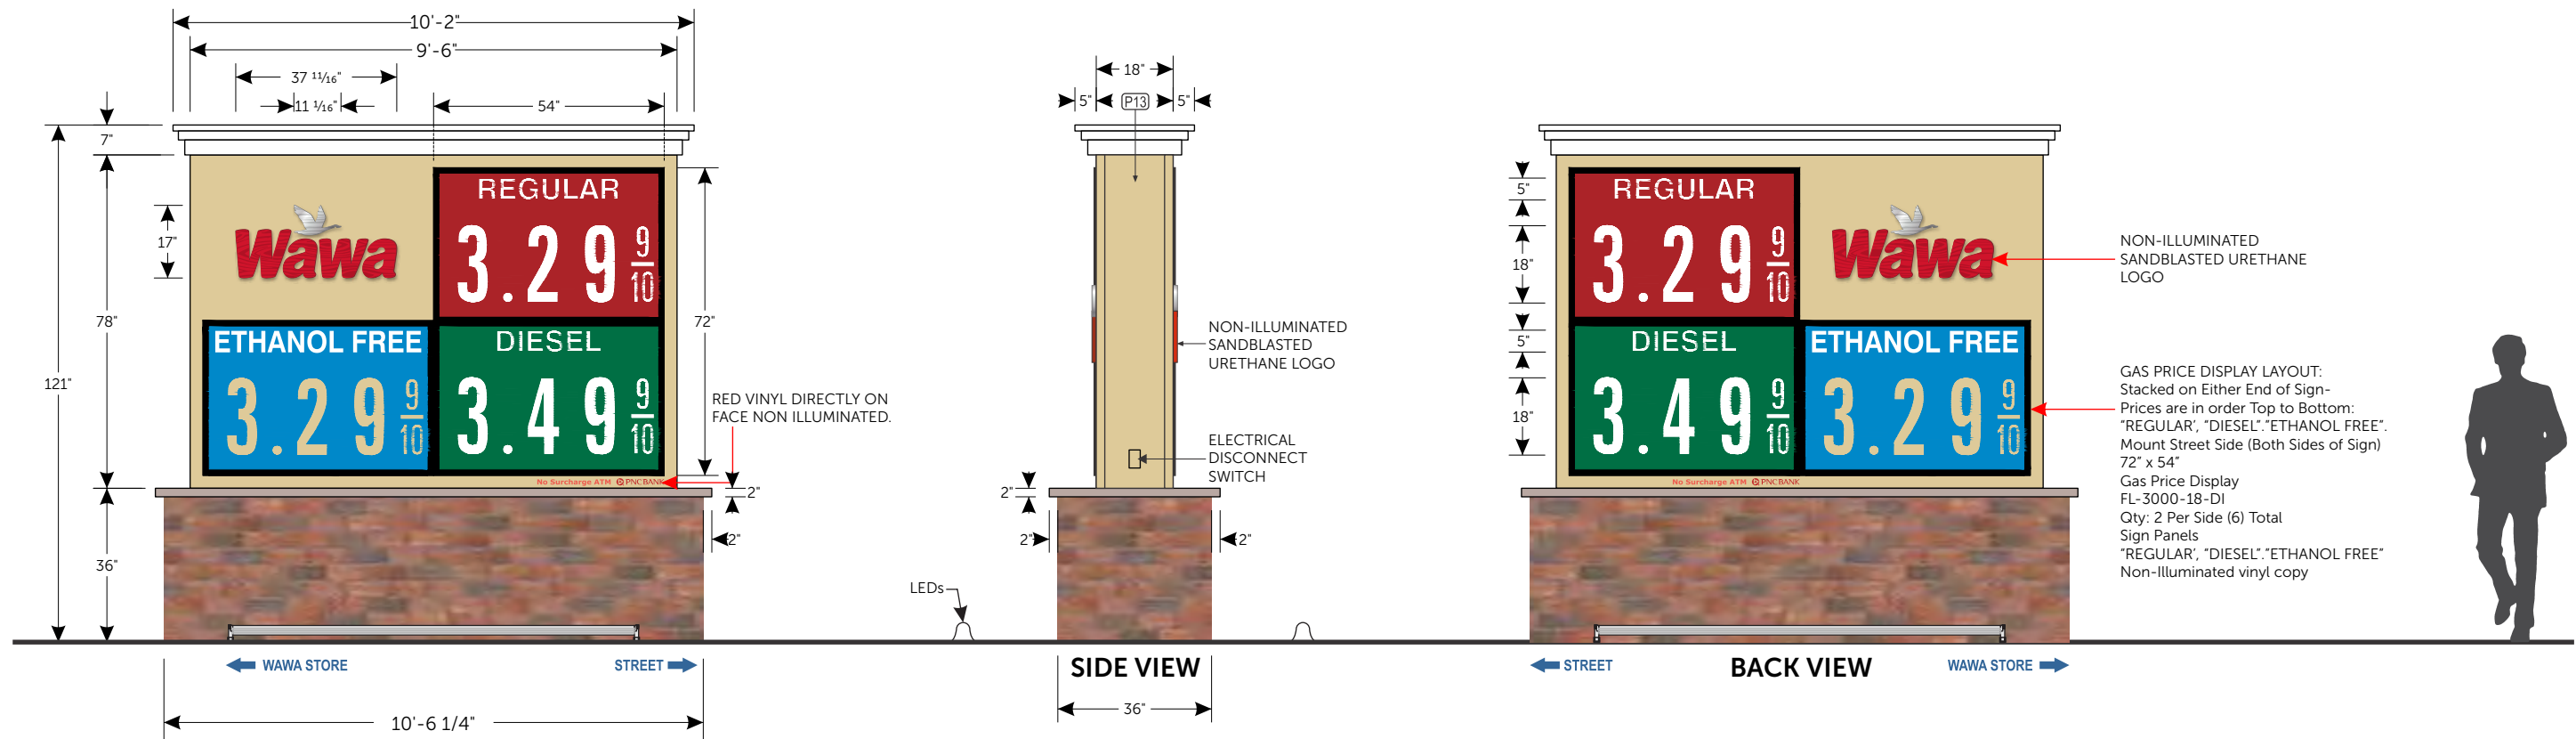 10'-2"
9'-6"
37 11/16"
11 1/16"
54"
7"
17"
78"
121"
36"
72"
2"
2"
Wawa
REGULAR
3.29 9/10
ETHANOL FREE
3.29 9/10
DIESEL
3.49 9/10
No Surcharge ATM PNCBANK
RED VINYL DIRECTLY ON
FACE NON ILLUMINATED.
WAWA STORE
STREET
10'-6 1/4"
18"
5"
P13
5"
NON-ILLUMINATED
SANDBLASTED
URETHANE LOGO
ELECTRICAL
DISCONNECT
SWITCH
2"
2"
2"
LEDs
SIDE VIEW
36"
5"
18"
5"
18"
REGULAR
3.29 9/10
Wawa
DIESEL
3.49 9/10
ETHANOL FREE
3.29 9/10
No Surcharge ATM PNCBANK
STREET
BACK VIEW
WAWA STORE
NON-ILLUMINATED
SANDBLASTED URETHANE
LOGO
GAS PRICE DISPLAY LAYOUT:
Stacked on Either End of Sign-
Prices are in order Top to Bottom:
"REGULAR', "DIESEL"."ETHANOL FREE".
Mount Street Side (Both Sides of Sign)
72" x 54"
Gas Price Display
FL-3000-18-DI
Qty: 2 Per Side (6) Total
Sign Panels
"REGULAR', "DIESEL"."ETHANOL FREE"
Non-Illuminated vinyl copy